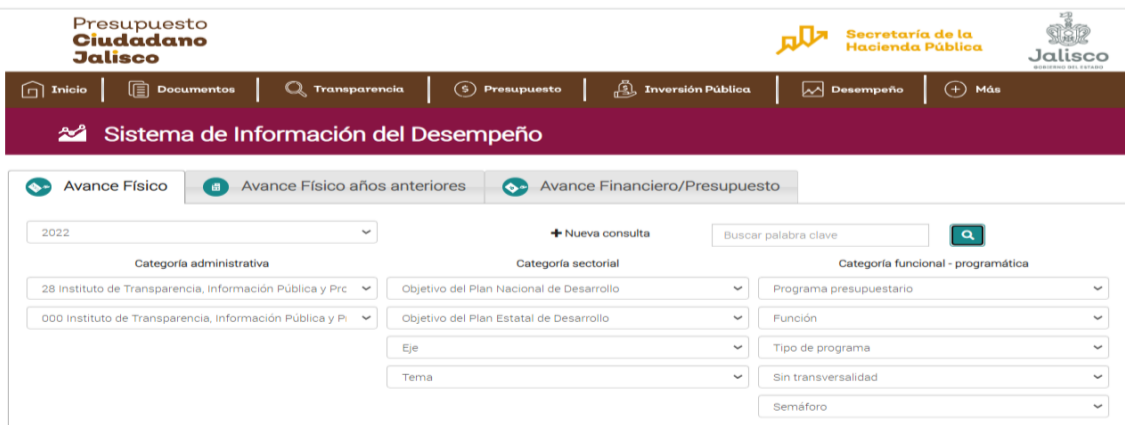 Presupuesto
Ciudadano
Jalisco
Secretaría de la
Hacienda Pública
Jalisco
GOBIERNO DEL ESTADO
Inicio
Documentos
Transparencia
Presupuesto
Inversión Pública
Desempeño
Más
Sistema de Información del Desempeño
Avance Físico
Avance Físico años anteriores
Avance Financiero/Presupuesto
2022
Nueva consulta
Buscar palabra clave
Categoría administrativa
Categoría sectorial
Categoría funcional - programática
28 Instituto de Transparencia, Información Pública y Prc
Objetivo del Plan Nacional de Desarrollo
Programa presupuestario
000 Instituto de Transparencia, Información Pública y P
Objetivo del Plan Estatal de Desarrollo
Función
Eje
Tipo de programa
Tema
Sin transversalidad
Semáforo